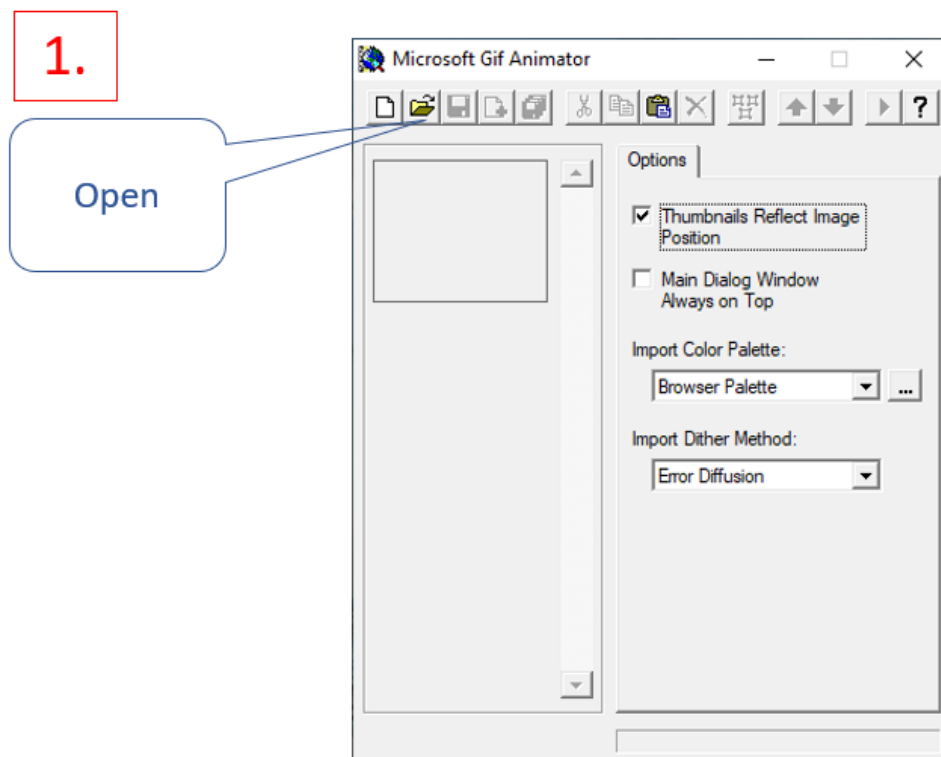 1.
Open
Microsoft Gif Animator
?
Options
Thumbnails Reflect Image
Position
Main Dialog Window
Always on Top
Import Color Palette:
Browser Palette
...
Import Dither Method:
Error Diffusion